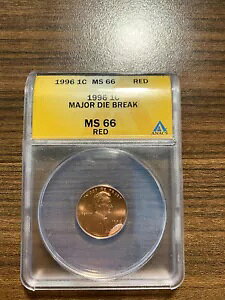 1996 1C MS 66 RED
1996 1C
MAJOR DIE BREAK
MS 66
RED
ANACS